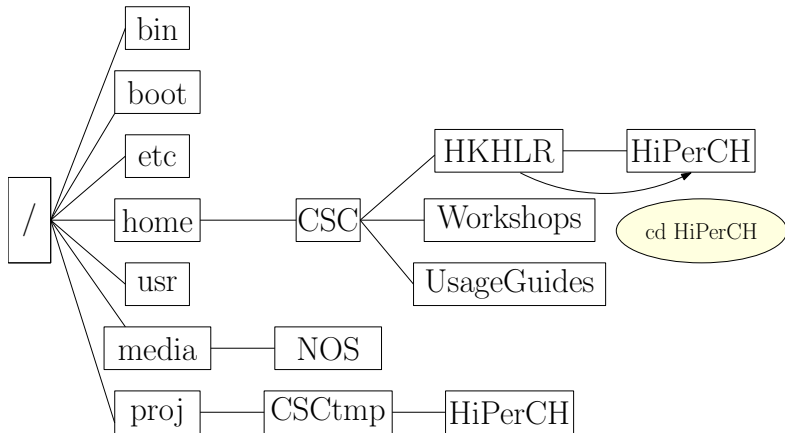 bin
boot
etc
HKHLR
HiPerCH
/
home
CSC
Workshops
cd HiPerCH
usr
UsageGuides
media
NOS
proj
CSCtmp
HiPerCH